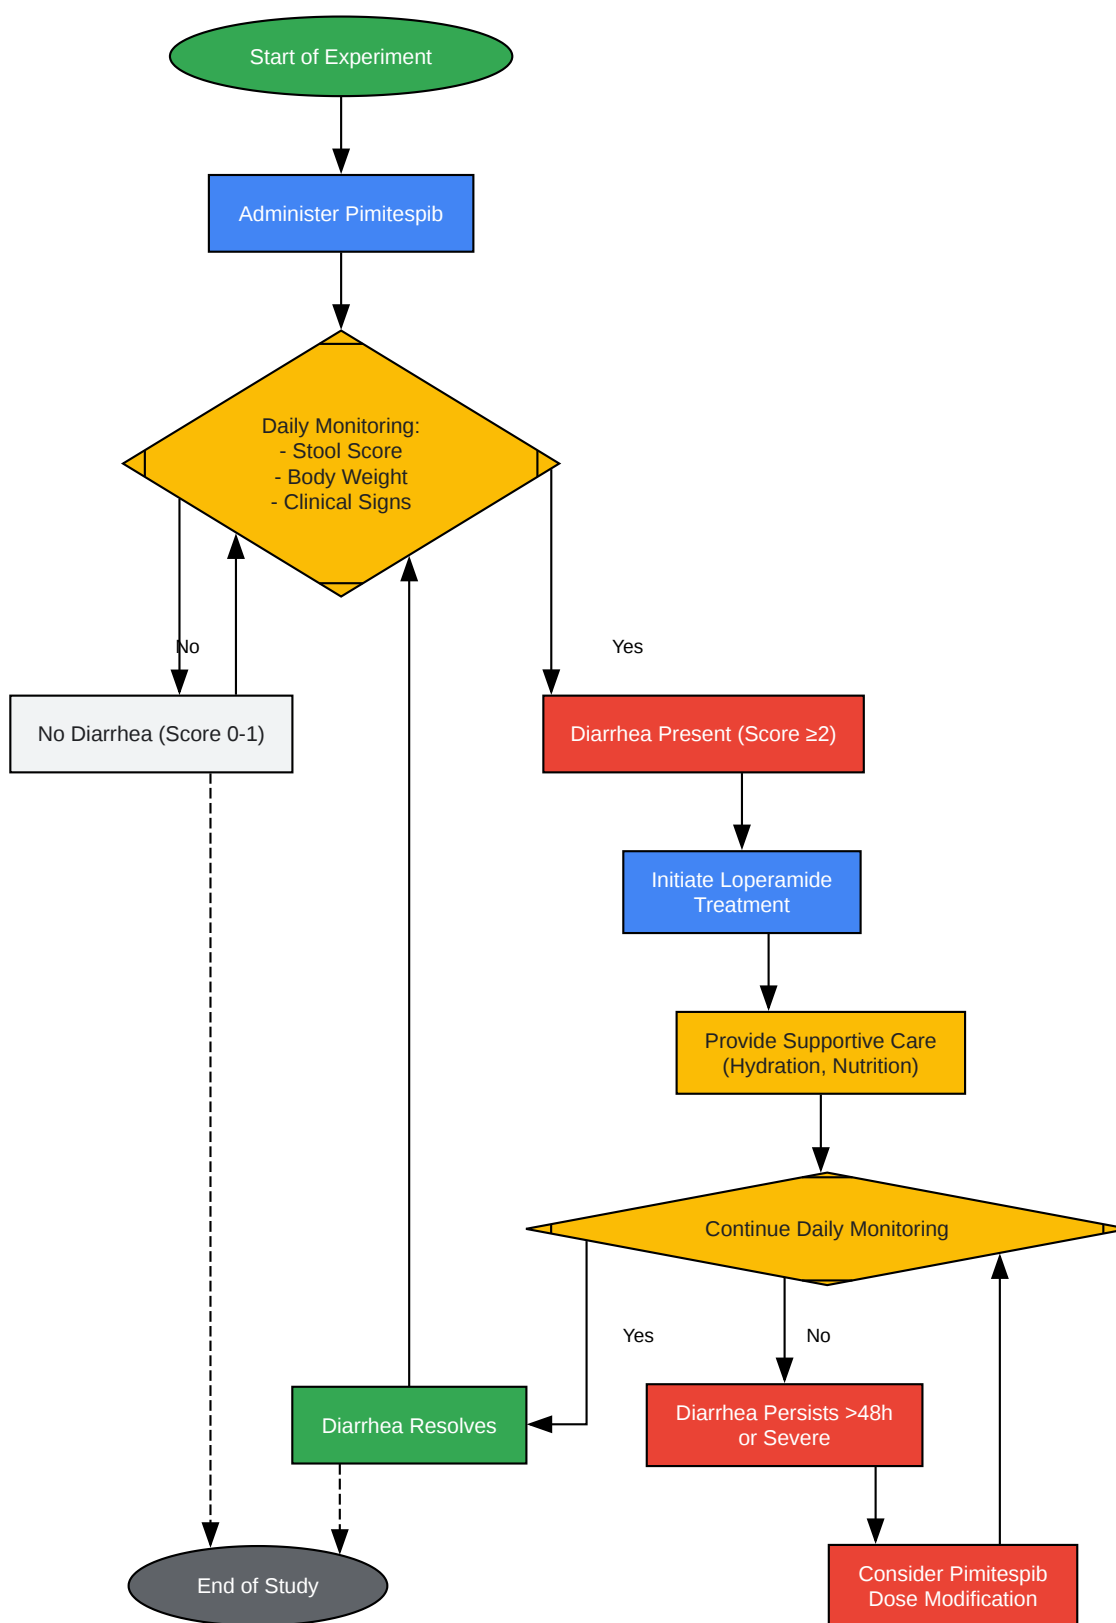 Start of Experiment
Administer Pimitespib
Daily Monitoring:
- Stool Score
- Body Weight
- Clinical Signs
No
Yes
No Diarrhea (Score 0-1)
Diarrhea Present (Score ≥2)
Initiate Loperamide
Treatment
Provide Supportive Care
(Hydration, Nutrition)
Continue Daily Monitoring
Yes
No
Diarrhea Resolves
Diarrhea Persists >48h
or Severe
End of Study
Consider Pimitespib
Dose Modification